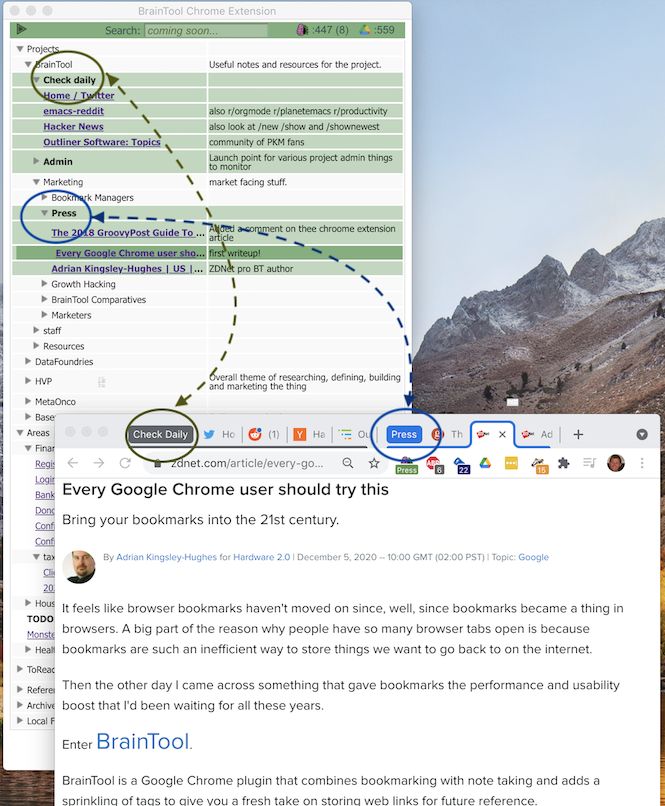 BrainTool Chrome Extension
Search: coming soon... :447 (8) :559
Projects
BrainTool Useful notes and resources for the project.
Check daily
Home / Twitter
emacs-reddit also r/orgmode r/planetemacs r/productivity
Hacker News also look at /new /show and /shownewest
Outliner Software: Topics community of PKM fans
Admin Launch point for various project admin things
to monitor
Marketing market facing stuff.
Bookmark Managers
Press
The 2018 GroovyPost Guide To ... Added a comment on thee chroome extension
article
Every Google Chrome user sho... first writeup!
Adrian Kingsley-Hughes | US |... ZDNet pro BT author
Growth Hacking
BrainTool Comparatives
Marketers
staff
Resources
DataFoundries
HVP Overall theme of researching, defining, building
and marketing the thing
MetaOnco
Base
Areas
Finar
Regis
Login
Bank
Dono
Conf
Conf
tax
Clie
20
Hous
TODO
Monste
Healt
ToRead
Refere
Archive
Local F
Check Daily Ho (1) Ha Ou Press Th Ad
zdnet.com/article/every-go...
Press 6 22 15
Every Google Chrome user should try this
Bring your bookmarks into the 21st century.
By Adrian Kingsley-Hughes for Hardware 2.0 | December 5, 2020 -- 10:00 GMT (02:00 PST) | Topic: Google
It feels like browser bookmarks haven't moved on since, well, since bookmarks became a thing in
browsers. A big part of the reason why people have so many browser tabs open is because
bookmarks are such an inefficient way to store things we want to go back to on the internet.
Then the other day I came across something that gave bookmarks the performance and usability
boost that I'd been waiting for all these years.
Enter BrainTool.
BrainTool is a Google Chrome plugin that combines bookmarking with note taking and adds a
sprinkling of tags to give you a fresh take on storing web links for future reference.